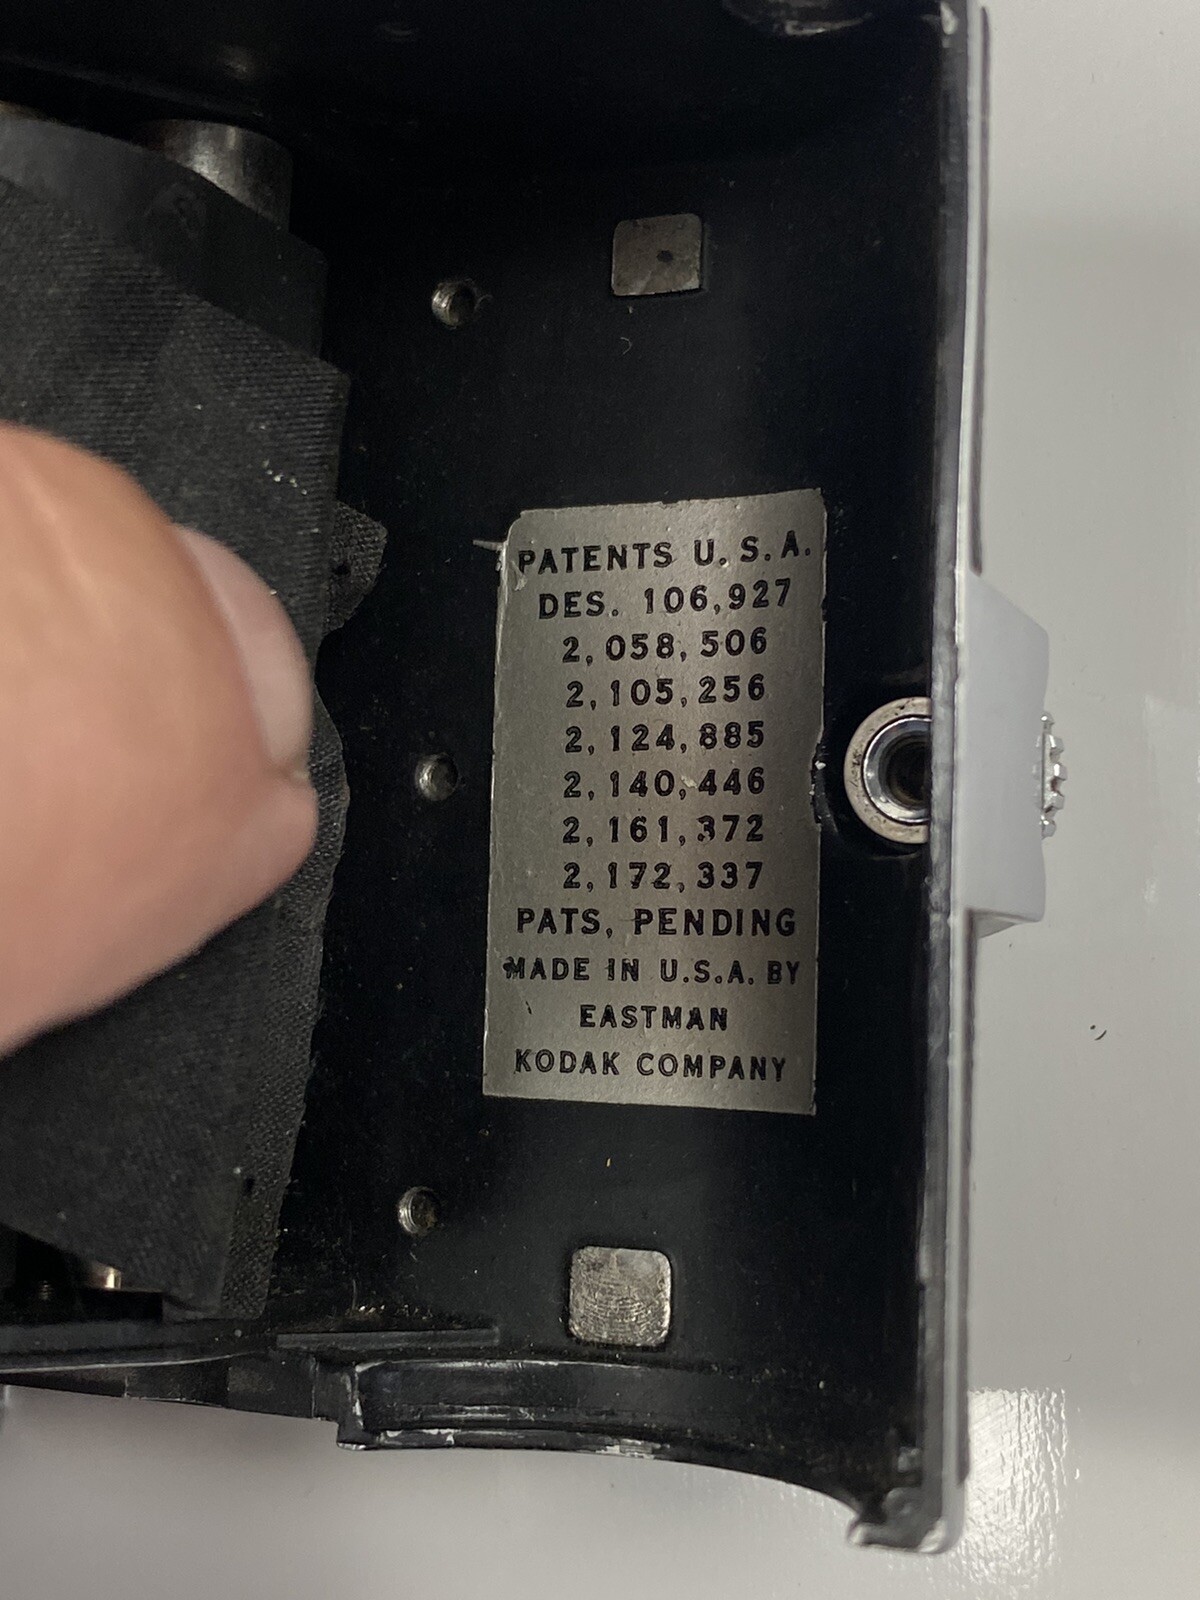 PATENTS U.S.A.
DES. 106,927
2,058,506
2,105,256
2,124,885
2,140,446
2,161,372
2,172,337
PATS, PENDING
MADE IN U.S.A. BY
EASTMAN
KODAK COMPANY